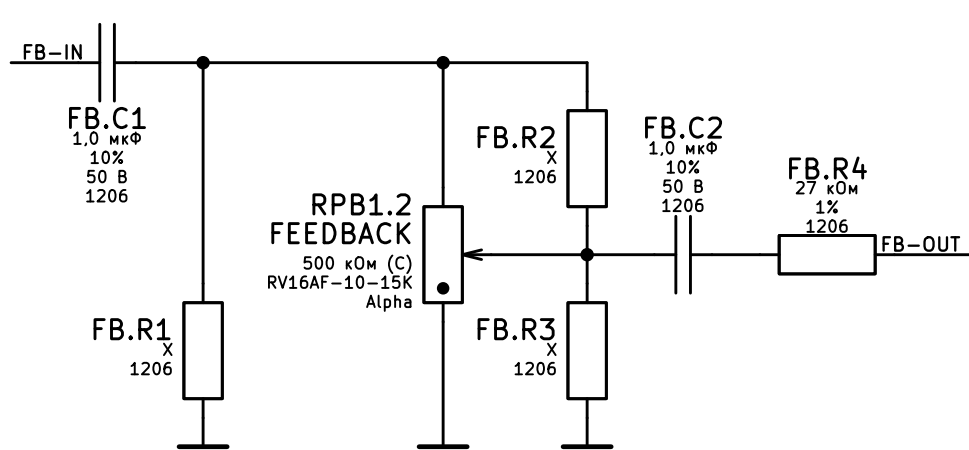 FB-IN
FB.C1
1,0 мкФ
10%
50 В
1206
FB.R1
X
1206
RPB1.2
FEEDBACK
500 кОм (C)
RV16AF-10-15K
Alpha
FB.R2
X
1206
FB.R3
X
1206
FB.C2
1,0 мкФ
10%
50 В
1206
FB.R4
27 кОм
1%
1206
FB-OUT